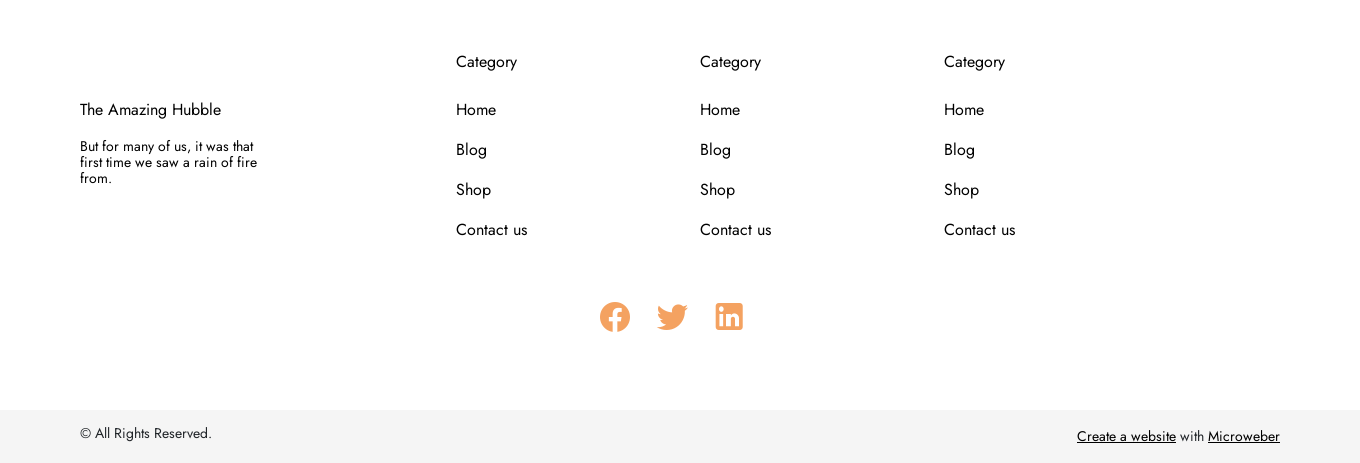 The Amazing Hubble
But for many of us, it was that
first time we saw a rain of fire
from.
Category
Home
Blog
Shop
Contact us
Category
Home
Blog
Shop
Contact us
Category
Home
Blog
Shop
Contact us
© All Rights Reserved.
Create a website with Microweber